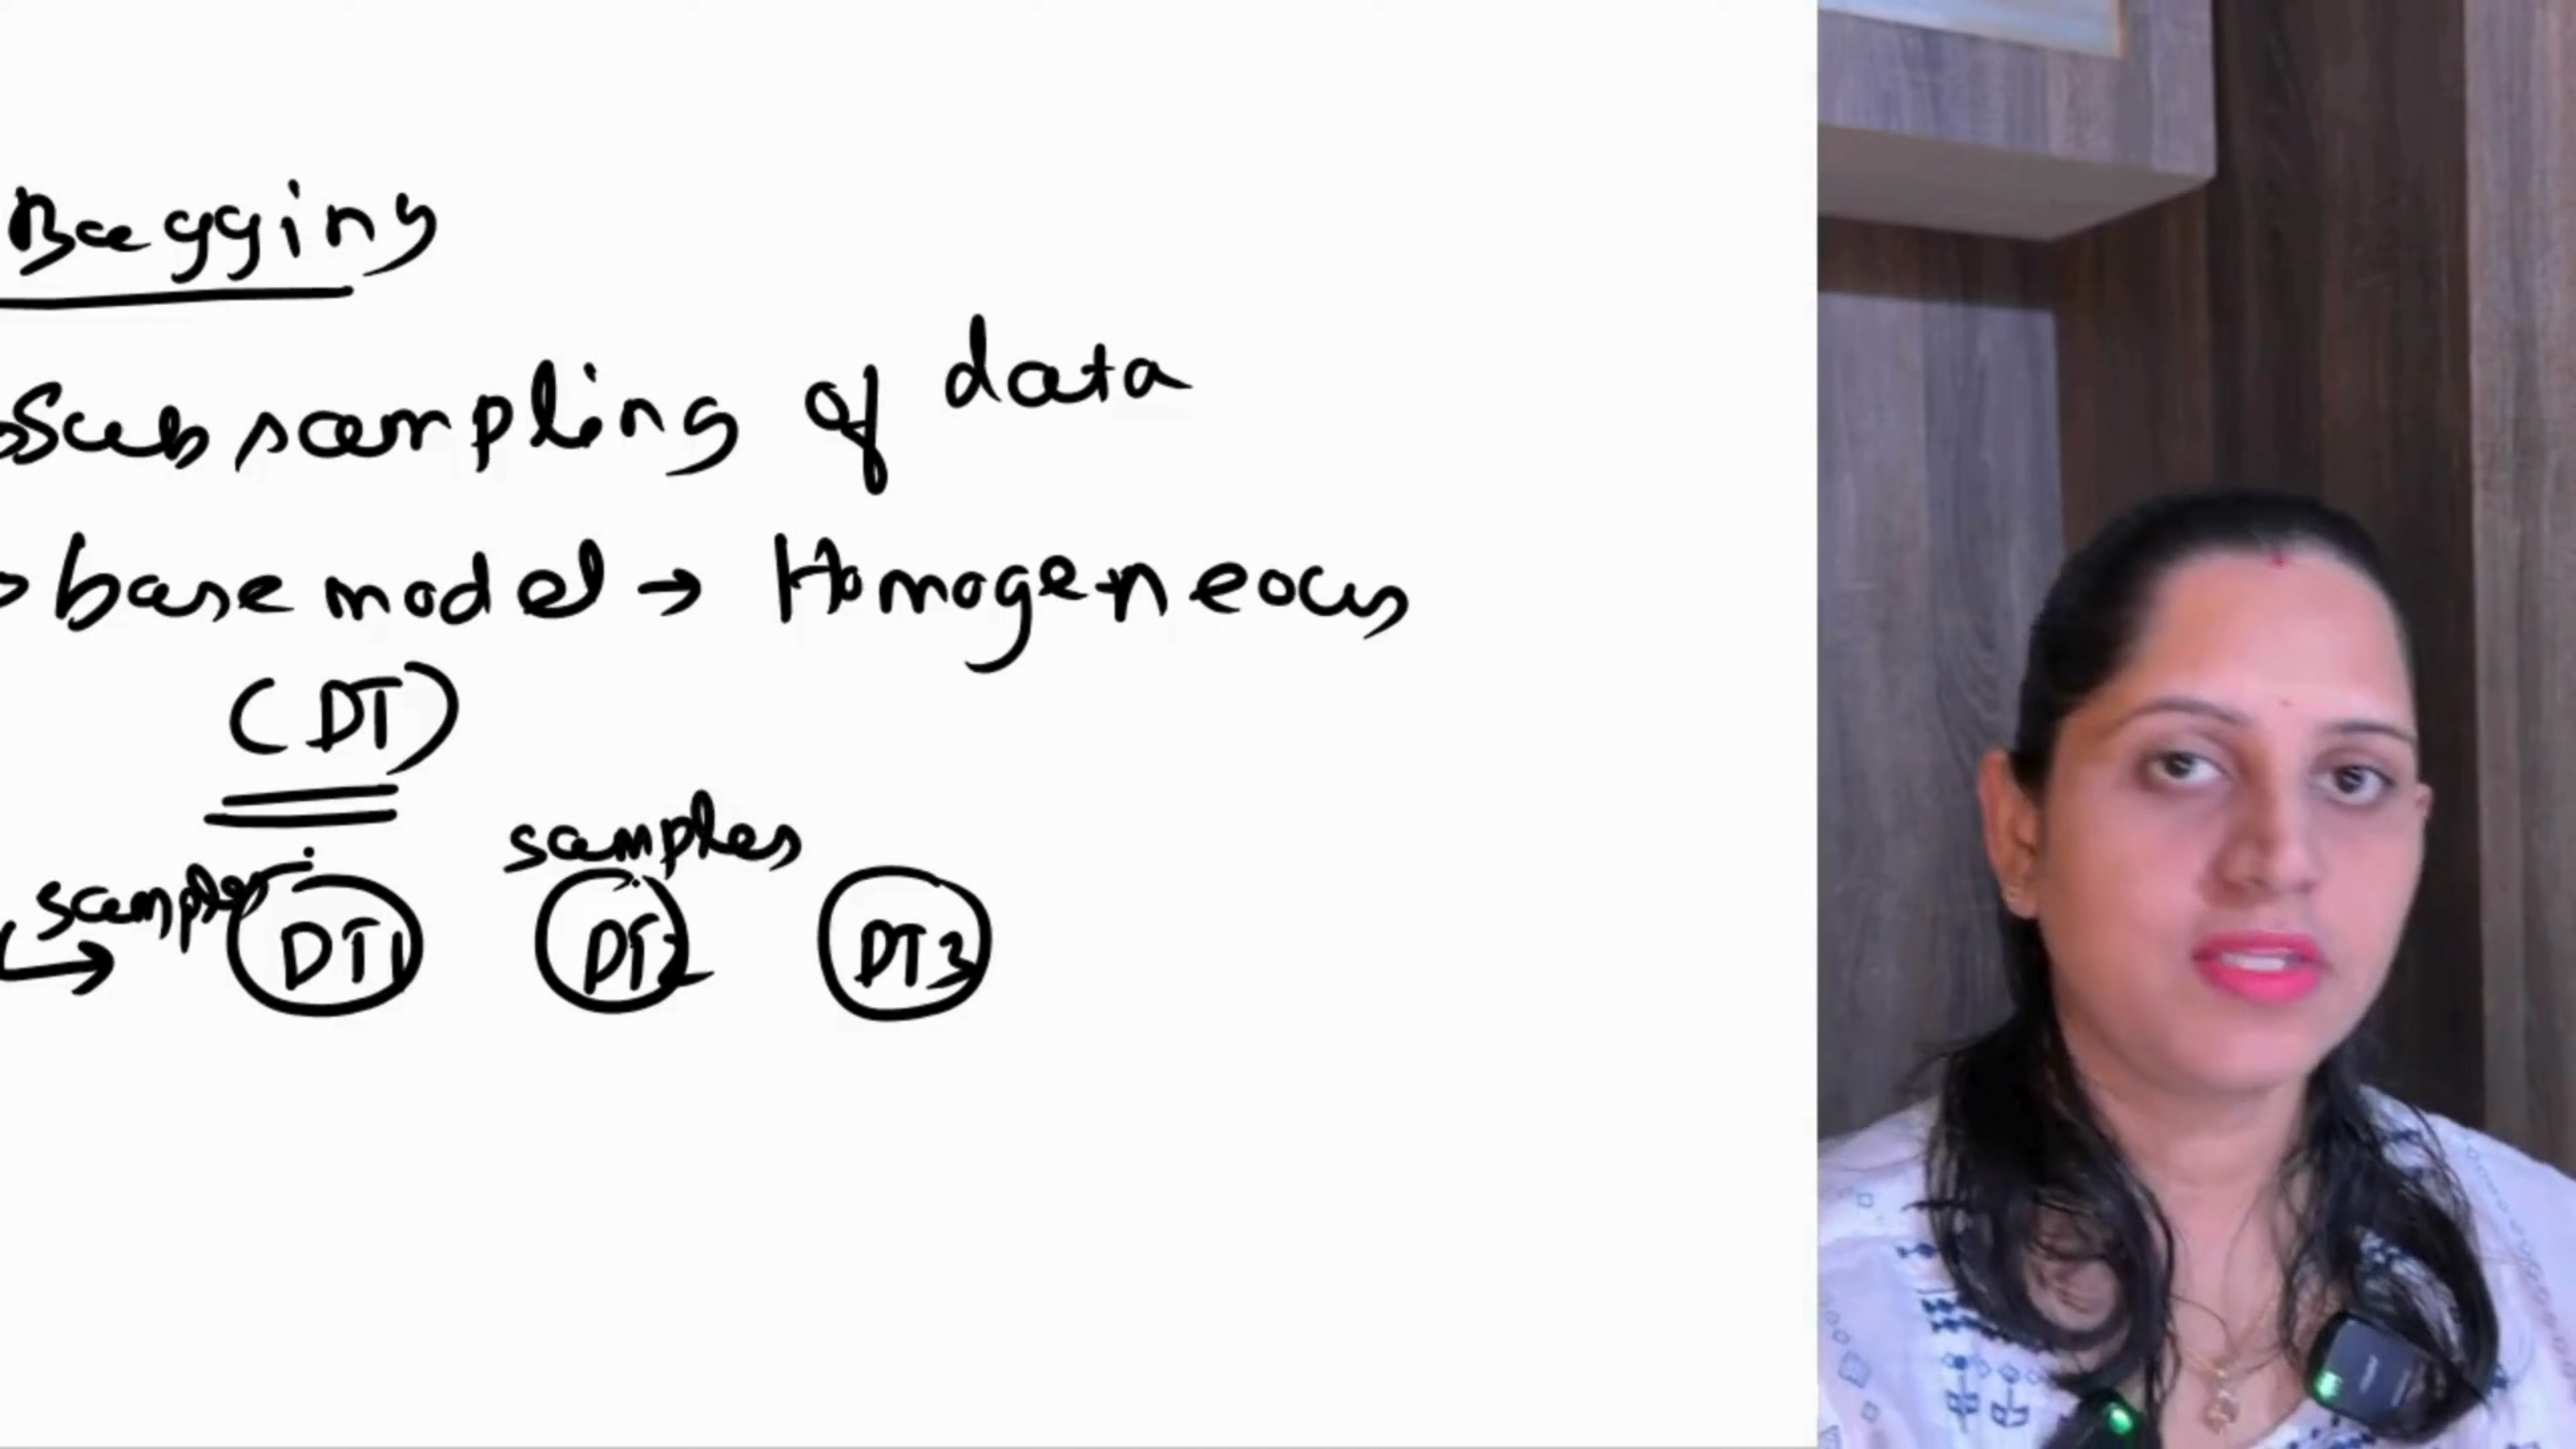 Bagging
Subsampling of data
base model → Homogeneous
(DT)
samples
samples
DT1 DT2 DT3